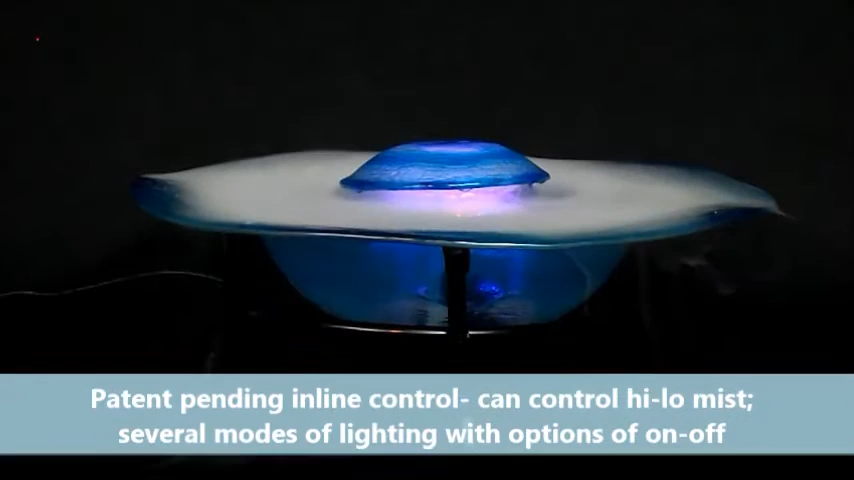 Patent pending inline control- can control hi-lo mist;
several modes of lighting with options of on-off